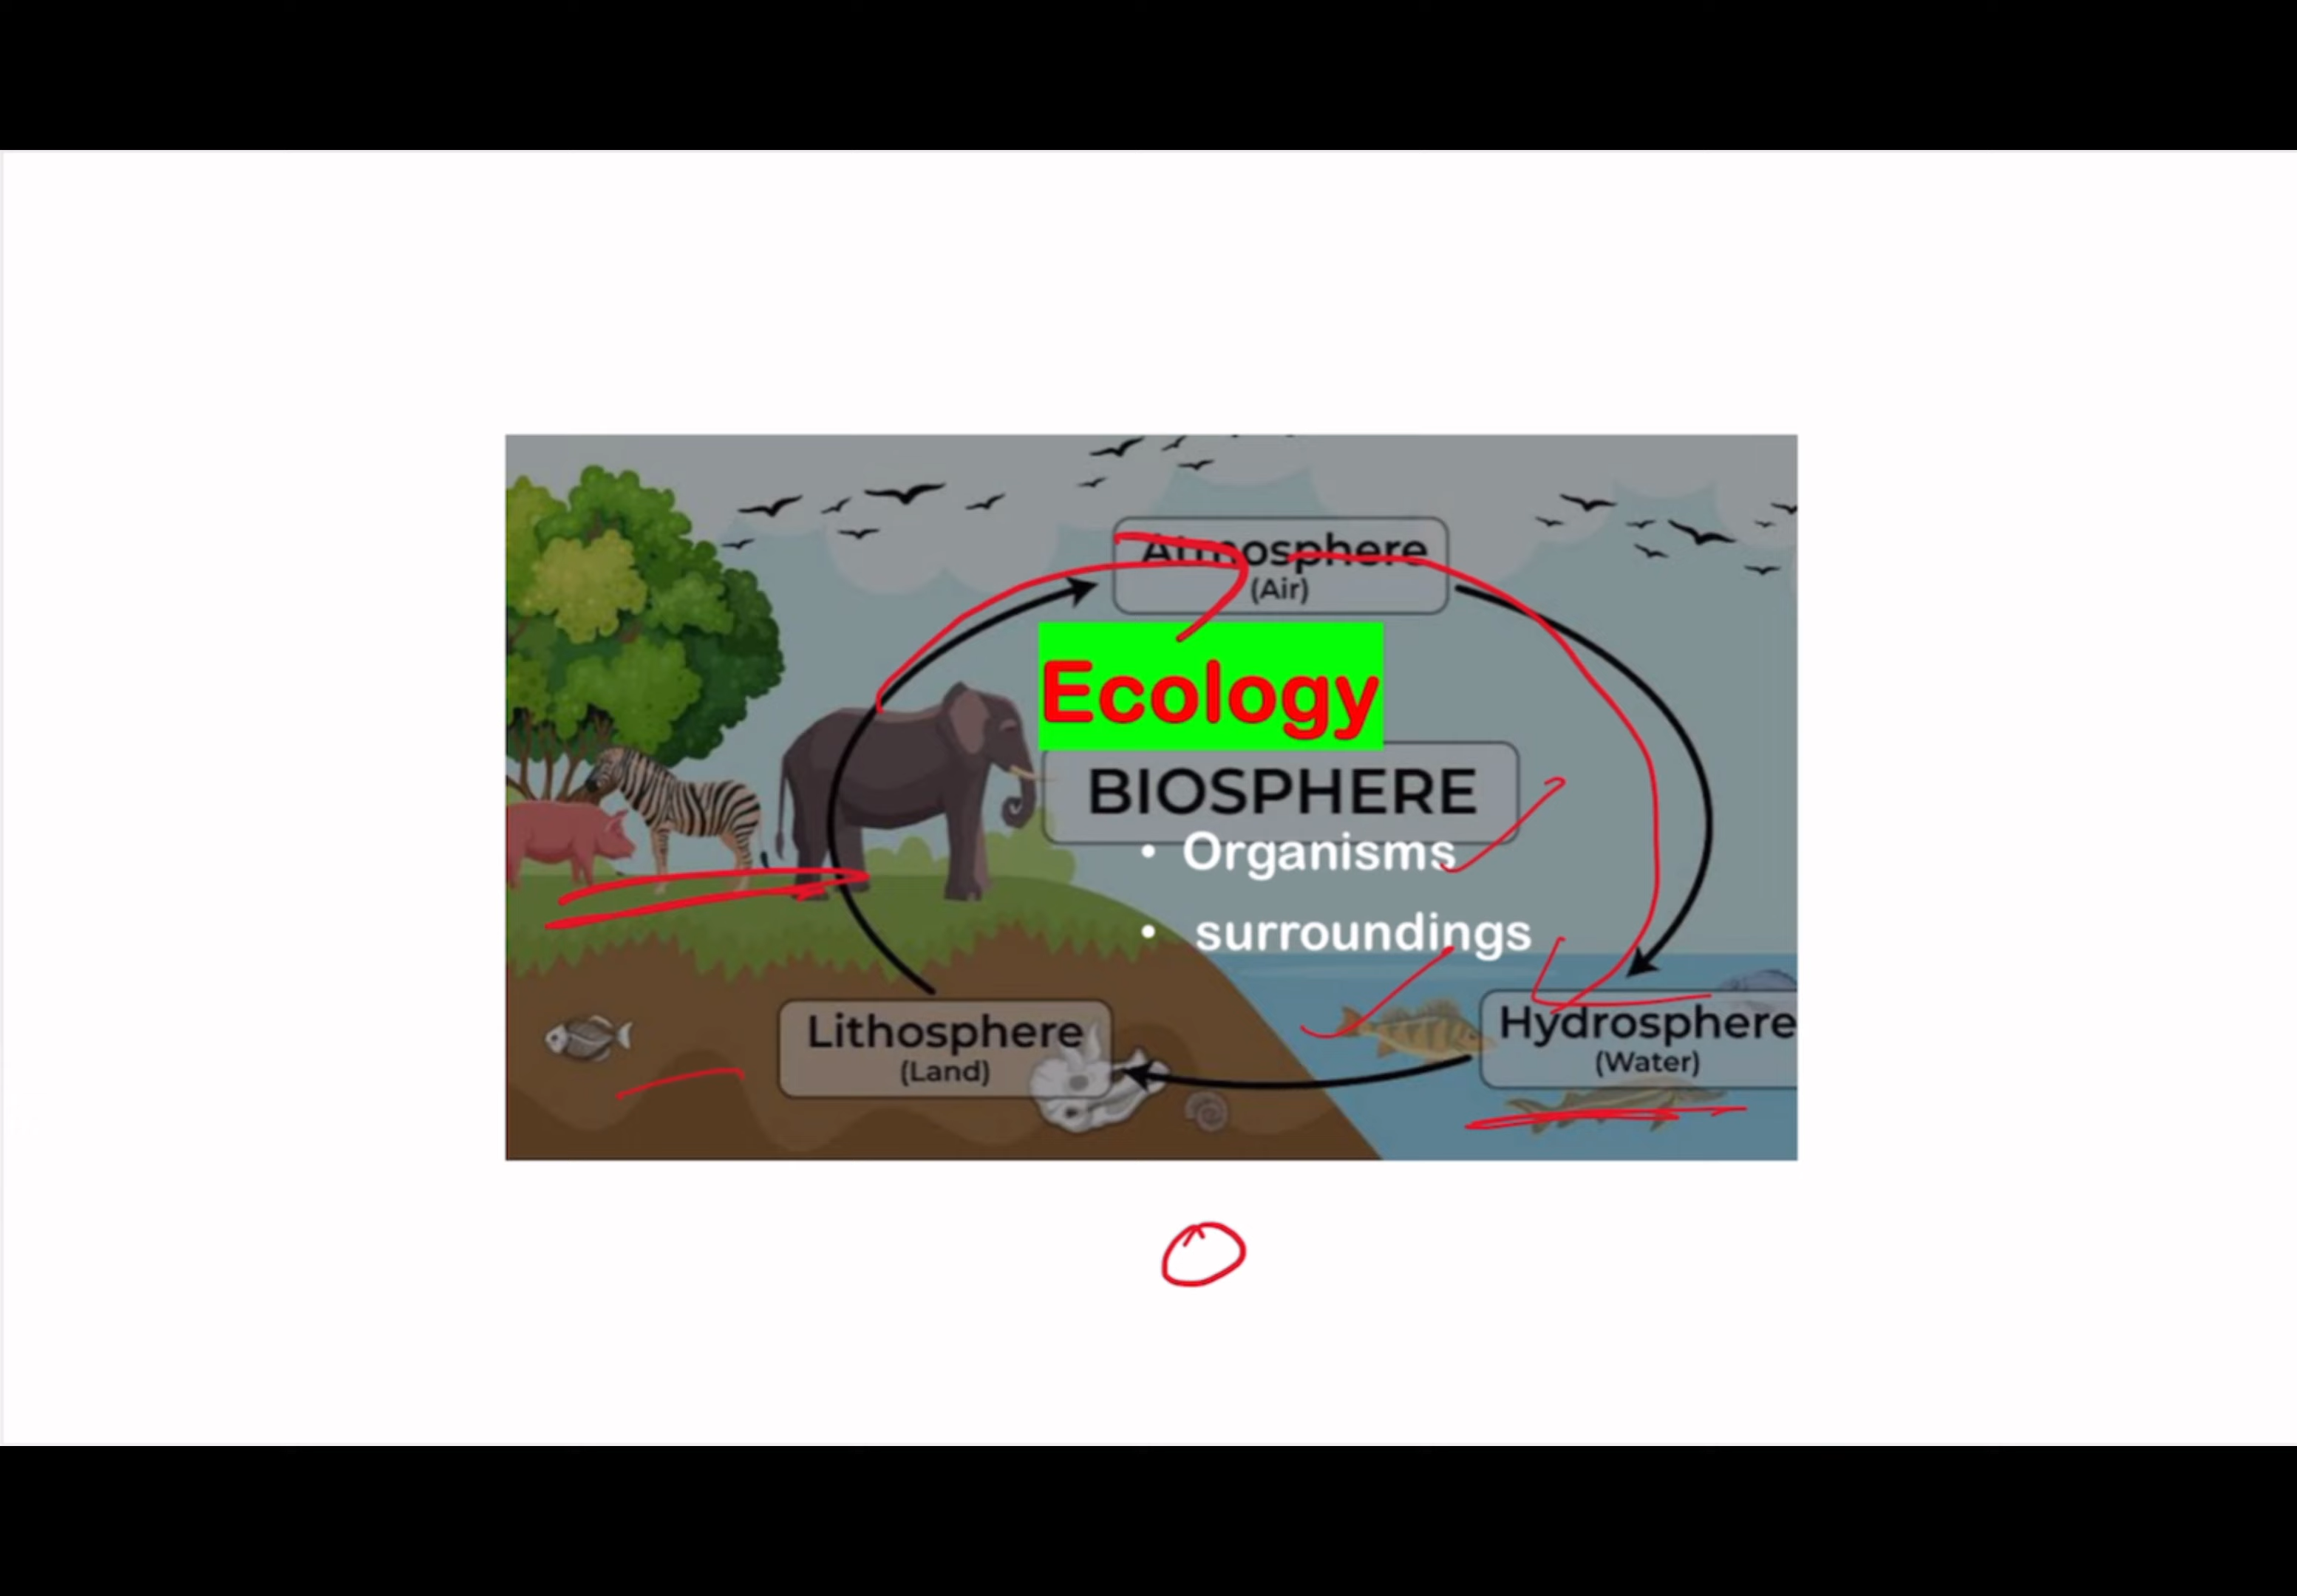 Atmosphere
(Air)
Ecology
BIOSPHERE
• Organisms
• surroundings
Lithosphere
(Land)
Hydrosphere
(Water)